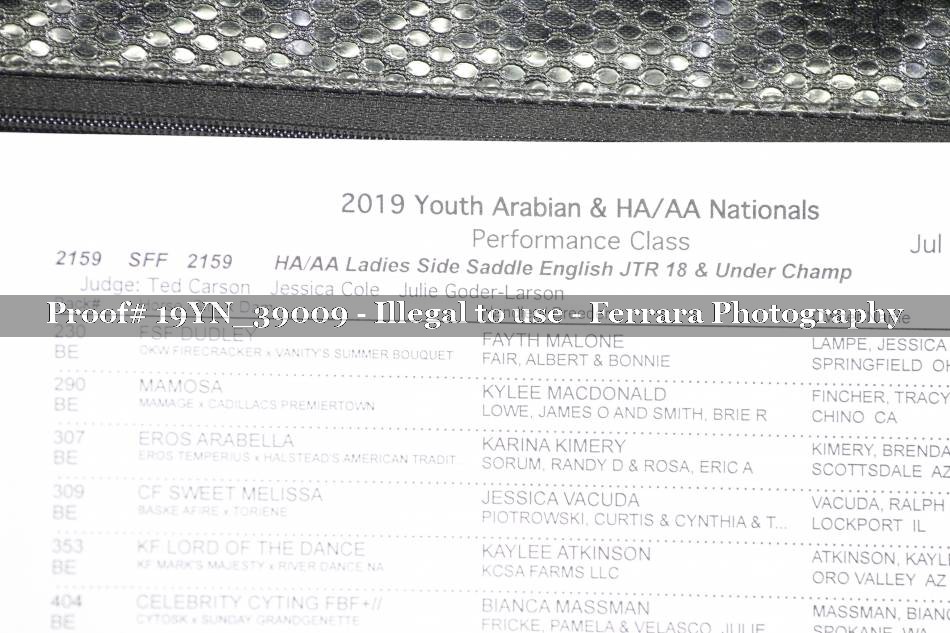 2019 Youth Arabian & HA/AA Nationals
Performance Class Jul
2159 SFF 2159 HA/AA Ladies Side Saddle English JTR 18 & Under Champ
Judge: Ted Carson Jessica Cole Julie Goder-Larson
Proof# 19YN_39009 - Illegal to use - Ferrara Photography
230 FSF DUDLEY FAYTH MALONE LAMPE, JESSICA
BE OKW FIRECRACKER x VANITY'S SUMMER BOUQUET FAIR, ALBERT & BONNIE SPRINGFIELD OH
290 MAMOSA KYLEE MACDONALD FINCHER, TRACY
BE MAMAGE x CADILLACS PREMIERTOWN LOWE, JAMES O AND SMITH, BRIE R CHINO CA
307 EROS ARABELLA KARINA KIMERY KIMERY, BRENDA
BE EROS TEMPERIUS x HALSTEAD'S AMERICAN TRADIT... SORUM, RANDY D & ROSA, ERIC A SCOTTSDALE AZ
309 CF SWEET MELISSA JESSICA VACUDA VACUDA, RALPH
BE BASKE AFIRE x TORIENE PIOTROWSKI, CURTIS & CYNTHIA & T... LOCKPORT IL
353 KF LORD OF THE DANCE KAYLEE ATKINSON ATKINSON, KAYL
BE KF MARK'S MAJESTY x RIVER DANCE NA KCSA FARMS LLC ORO VALLEY AZ
404 CELEBRITY CYTING FBF+// BIANCA MASSMAN MASSMAN, BIANC
BE CYTOSK x SUNDAY GRANDGENETTE FRICKE, PAMELA & VELASCO, JULIE SPOKANE WA